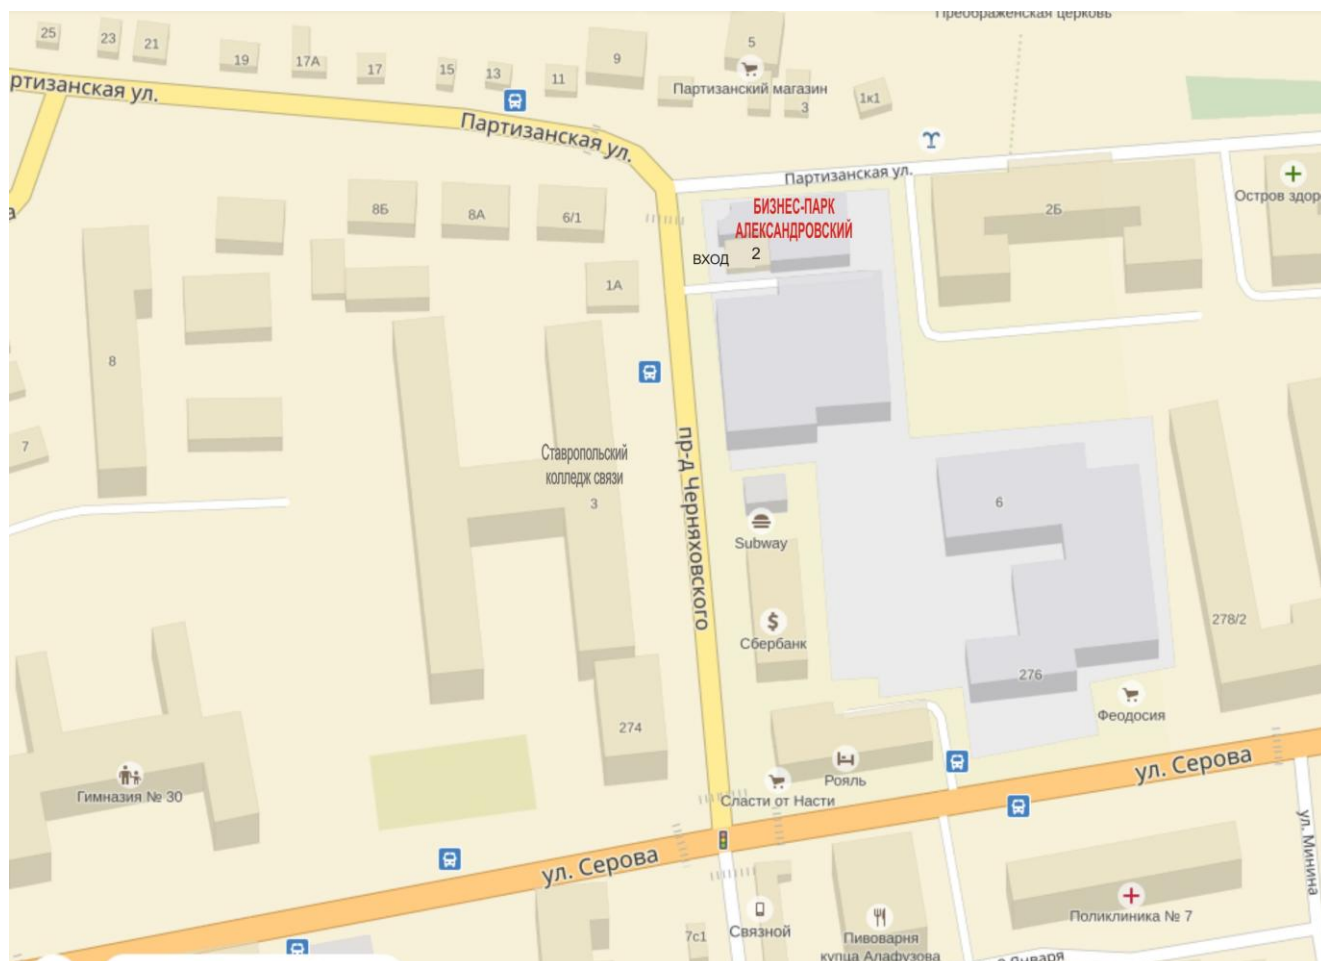 Преображенская церковь
25
23
21
19
17А
17
15
13
11
9
5
Партизанский магазин
3
1к1
ртизанская ул.
Партизанская ул.
Партизанская ул.
Остров здор
8Б
8А
6/1
БИЗНЕС-ПАРК
АЛЕКСАНДРОВСКИЙ
2Б
а
ВХОД
2
1А
8
7
Ставропольский
колледж связи
3
пр-д Черняховского
6
Subway
Сбербанк
278/2
276
Феодосия
274
Гимназия № 30
Рояль
Сласти от Насти
ул. Серова
ул. Серова
ул. Минина
Поликлиника № 7
Связной
7с1
Пивоварня
купца Алафузова
Января